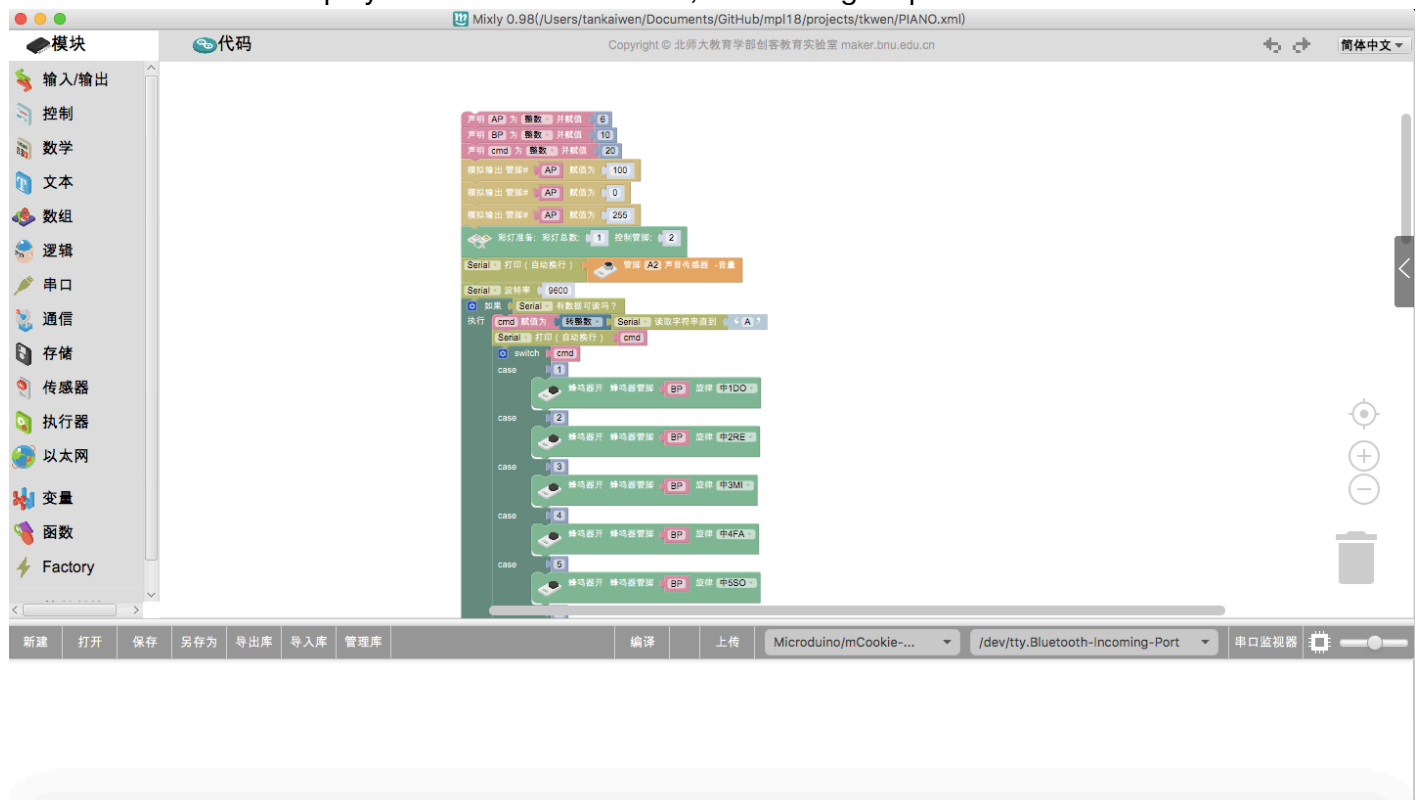 Mixly 0.98(/Users/tankaiwen/Documents/GitHub/mpl18/projects/tkwen/PIANO.xml)
模块
代码
Copyright © 北师大教育学部创客教育实验室 maker.bnu.edu.cn
简体中文
输入/输出
控制
数学
文本
数组
逻辑
串口
通信
存储
传感器
执行器
以太网
变量
函数
Factory
声明 AP 为 整数 并赋值 6
声明 BP 为 整数 并赋值 10
声明 cmd 为 整数 并赋值 20
模拟输出 管脚# AP 赋值为 100
模拟输出 管脚# AP 赋值为 0
模拟输出 管脚# AP 赋值为 255
彩灯准备: 彩灯总数: 1 控制管脚: 2
Serial 打印（自动换行） 管脚 A2 声音传感器 -音量
Serial 波特率 9600
如果 Serial 有数据可读吗？
执行 cmd 赋值为 转整数 Serial 读取字符串直到 “ A ”
Serial 打印（自动换行） cmd
switch cmd
case 1
蜂鸣器开 蜂鸣器管脚 BP 旋律 中1DO
case 2
蜂鸣器开 蜂鸣器管脚 BP 旋律 中2RE
case 3
蜂鸣器开 蜂鸣器管脚 BP 旋律 中3MI
case 4
蜂鸣器开 蜂鸣器管脚 BP 旋律 中4FA
case 5
蜂鸣器开 蜂鸣器管脚 BP 旋律 中5SO
新建 打开 保存 另存为 导出库 导入库 管理库 编译 上传 Microduino/mCookie-... /dev/tty.Bluetooth-Incoming-Port 串口监视器